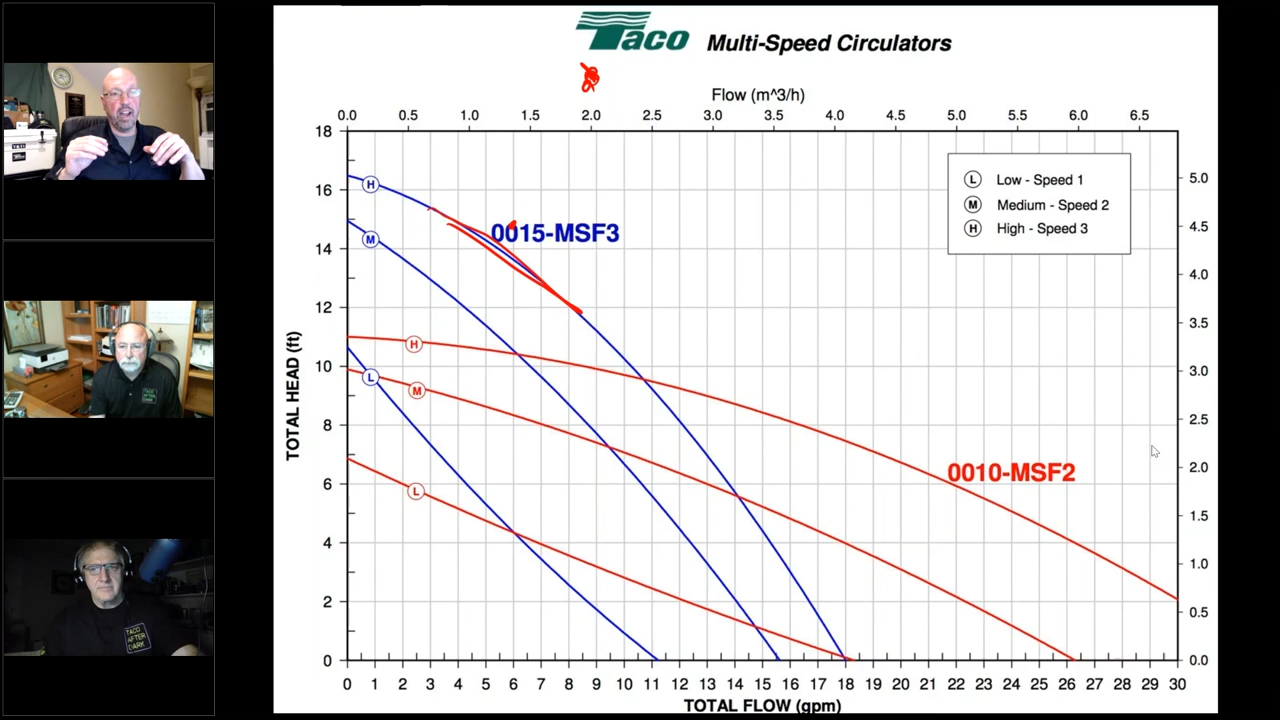 Taco Multi-Speed Circulators
Flow (m^3/h)
0.0 0.5 1.0 1.5 2.0 2.5 3.0 3.5 4.0 4.5 5.0 5.5 6.0 6.5
18
16
14
12
10
8
6
4
2
0
TOTAL HEAD (ft)
H
M
L
H
M
L
0015-MSF3
0010-MSF2
L Low - Speed 1
M Medium - Speed 2
H High - Speed 3
5.0
4.5
4.0
3.5
3.0
2.5
2.0
1.5
1.0
0.5
0.0
0 1 2 3 4 5 6 7 8 9 10 11 12 13 14 15 16 17 18 19 20 21 22 23 24 25 26 27 28 29 30
TOTAL FLOW (gpm)
TACO
AFTER
DARK